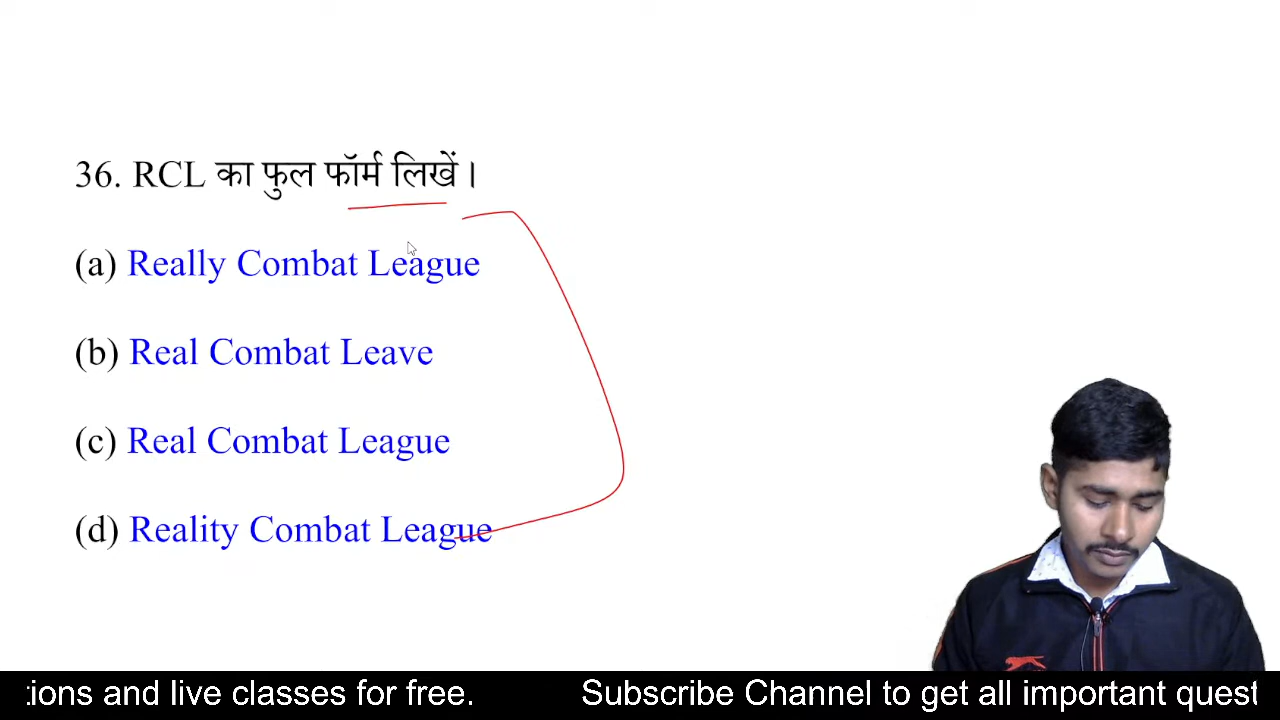 36. RCL का फुल फॉर्म लिखें।
(a) Really Combat League
(b) Real Combat Leave
(c) Real Combat League
(d) Reality Combat League
tions and live classes for free. Subscribe Channel to get all important quest